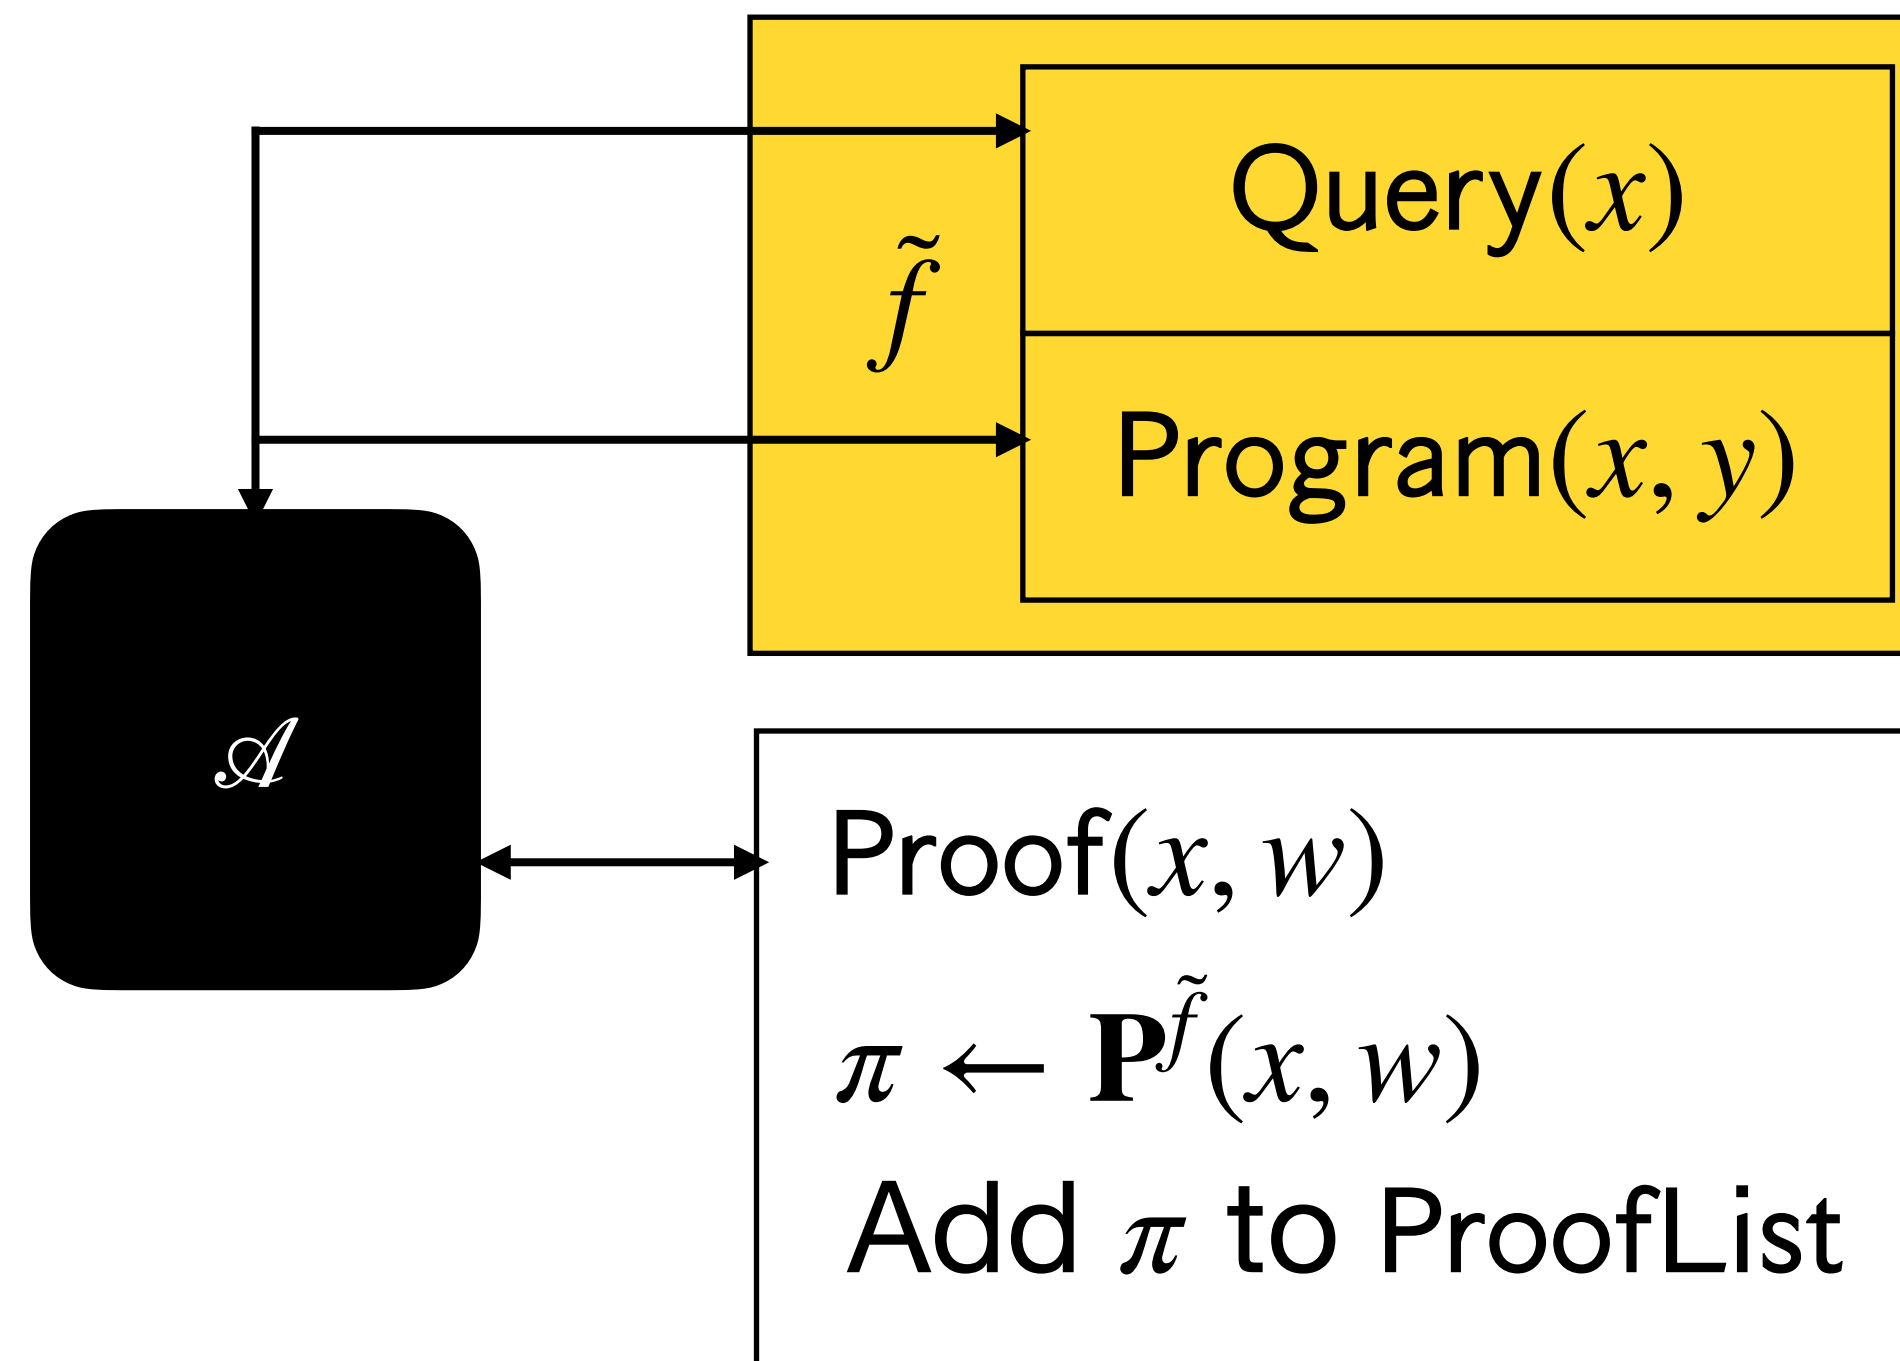 Query(x)
f̃
Program(x, y)
𝒜
Proof(x, w)
π ← P^f̃(x, w)
Add π to ProofList